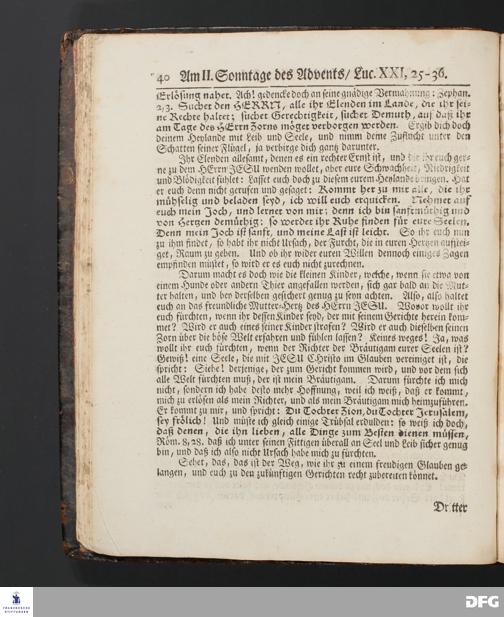 40 Am II. Sonntage des Advents/ Luc. XXI, 25-36.
Erlösung nahet. Ach! gedencke doch an seine gnädige Vermahnung: Zephan.
2, 3. Suchet den HERRN, alle ihr Elenden im Lande, die ihr sei-
ne Rechte haltet; suchet Gerechtigkeit, suchet Demuth, auf daß ihr
am Tage des HErrn Zorns möget verborgen werden. Ergib dich doch
deinem Heylande mit Leib und Seele, und nimm deine Zuflucht unter den
Schatten seiner Flügel, ja verbirge dich gantz darunter.
Ihr Elenden allesamt, denen es ein rechter Ernst ist, und die ihr euch ger-
ne zu dem HErrn JESU wenden wollet, aber eure Schwachheit, Nichtigkeit
und Blödigkeit fühlet: Lasset euch doch zu diesem eurem Heylande bringen. Hat
er euch denn nicht gerufen und gesaget: Kommt her zu mir alle, die ihr
mühselig und beladen seyd, ich will euch erquicken. Nehmet auf
euch mein Joch, und lernet von mir; denn ich bin sanftmüthig und
von Hertzen demüthig; so werdet ihr Ruhe finden für eure Seelen.
Denn mein Joch ist sanft, und meine Last ist leicht. So ihr euch nun
zu ihm findet, so habt ihr nicht Ursach, der Furcht, die in euren Hertzen aufstei-
get, Raum zu geben. Und ob ihr wider euren Willen dennoch einiges Zagen
empfinden müsset, so wird er es euch nicht zurechnen.
Darum macht es doch wie die kleinen Kinder, welche, wenn sie etwa von
einem Hunde oder andern Thier angefallen werden, sich gar bald an die Mut-
ter halten, und bey derselben gesichert genug zu seyn achten. Also, also haltet
euch an das freundliche Mutter-Hertz des HErrn JESU. Wovor wollt ihr
euch fürchten, wenn ihr dessen Kinder seyd, der mit seinem Gerichte herein kom-
met? Wird er auch eines seiner Kinder strafen? Wird er auch dieselben seinen
Zorn über die böse Welt erfahren und fühlen lassen? Keines weges! Ja, was
wollt ihr euch fürchten, wenn der Richter der Bräutigam eurer Seelen ist?
Gewiß! eine Seele, die mit JESU Christo im Glauben vereiniget ist, die
spricht: Siehe! derjenige, der zum Gericht kommen wird, und vor dem sich
alle Welt fürchten muß, der ist mein Bräutigam. Darum fürchte ich mich
nicht, sondern ich habe desto mehr Hoffnung, weil ich weiß, daß er kommt,
mich zu erlösen als mein Richter, und als mein Bräutigam mich heimzuführen.
Er kommt zu mir, und spricht: Du Tochter Zion, du Tochter Jerusalem,
sey frölich! Und müste ich gleich einige Trübsal erdulden: so weiß ich doch,
daß denen, die ihn lieben, alle Dinge zum Besten dienen müssen,
Röm. 8, 28. daß ich unter seinen Fittigen überall an Seel und Leib sicher genug
bin, und daß ich also nicht Ursach habe mich zu fürchten.
Sehet, das, das ist der Weg, wie ihr zu einem freudigen Glauben ge-
langen, und euch zu den zukünftigen Gerichten recht zubereiten könnet.
Dritter
FRANCKESCHE
STIFTUNGEN
DFG